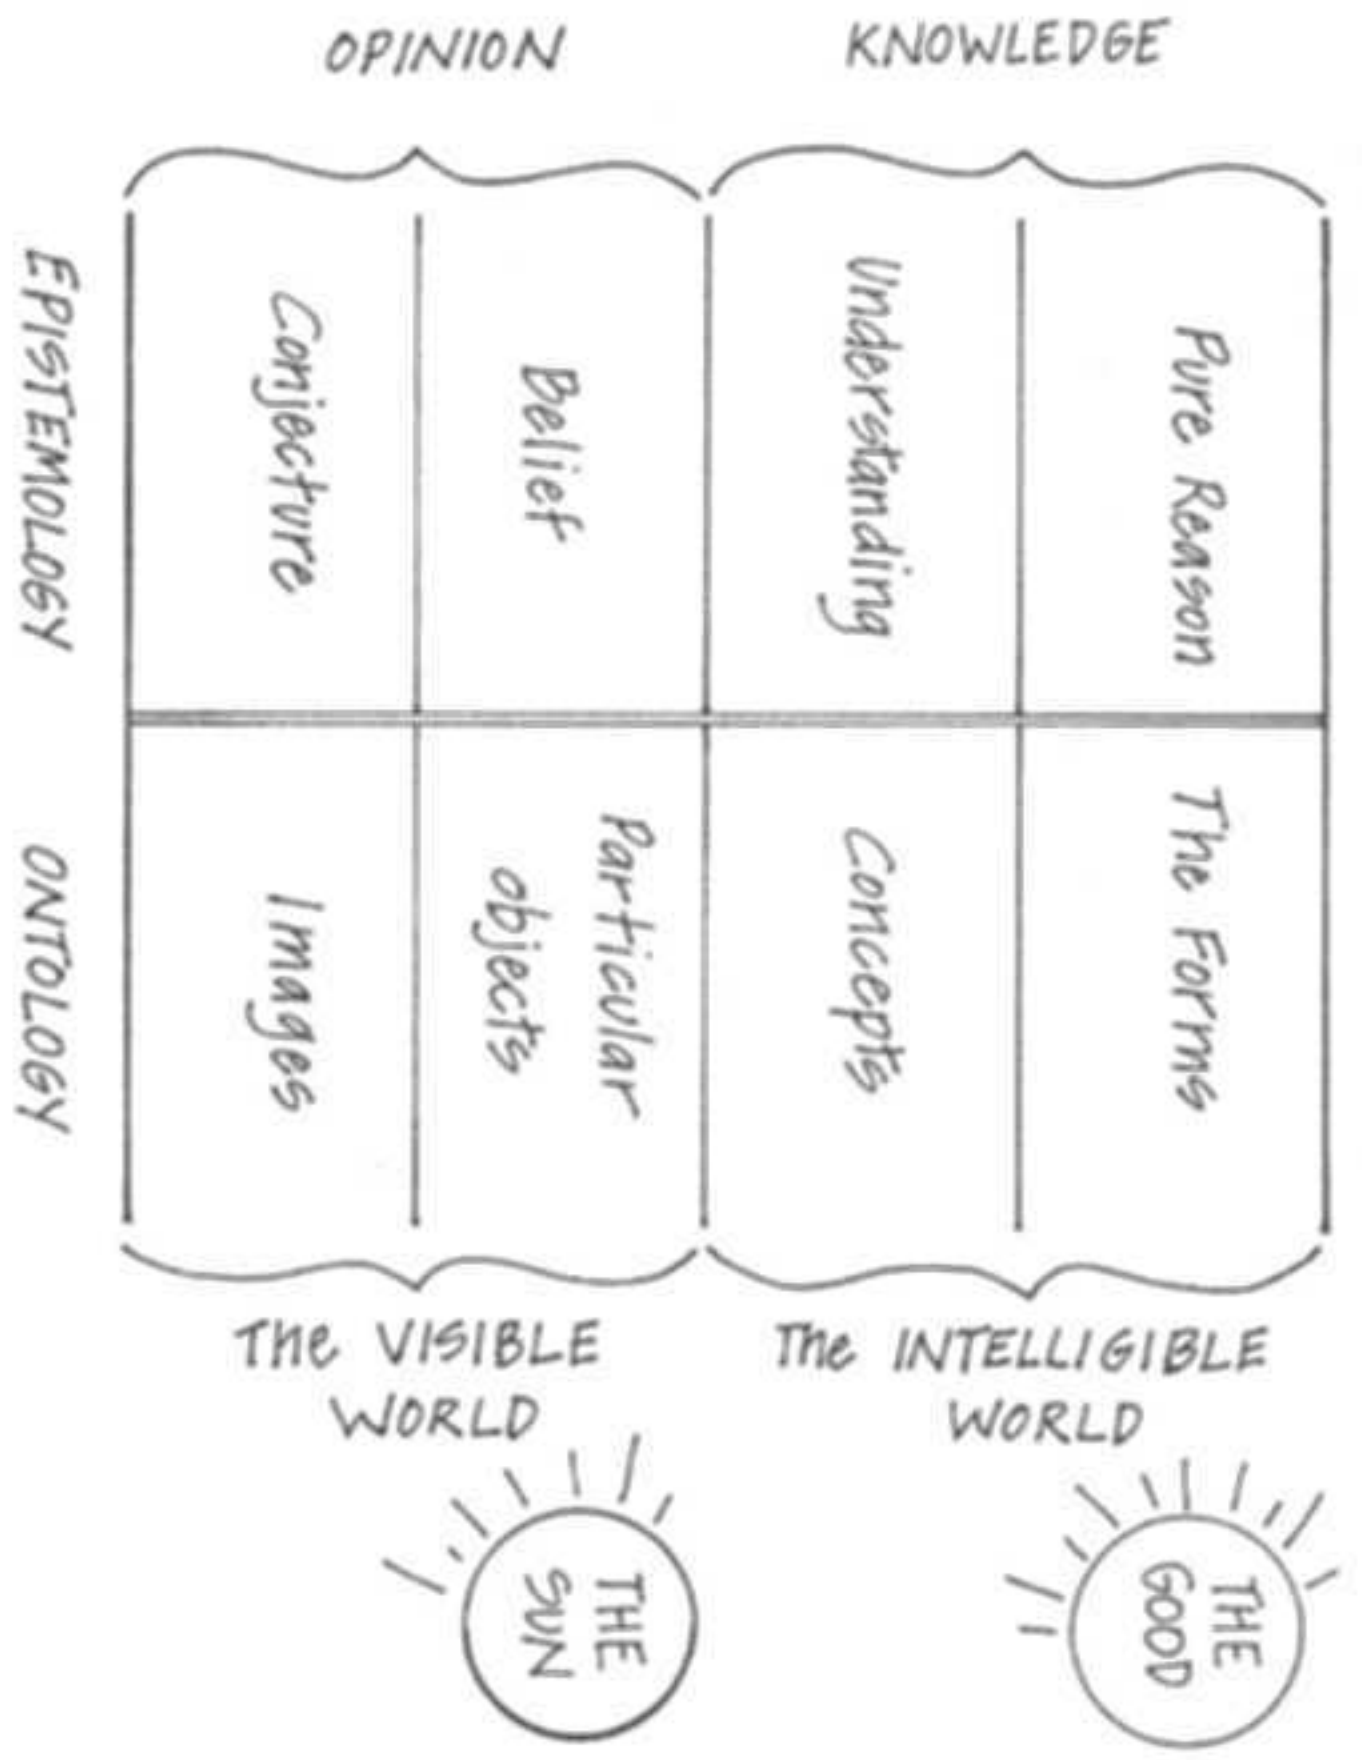 OPINION
KNOWLEDGE
EPISTEMOLOGY
Conjecture
Belief
Understanding
Pure Reason
ONTOLOGY
Images
Particular
objects
Concepts
The Forms
The VISIBLE
WORLD
The INTELLIGIBLE
WORLD
THE
SUN
THE
GOOD